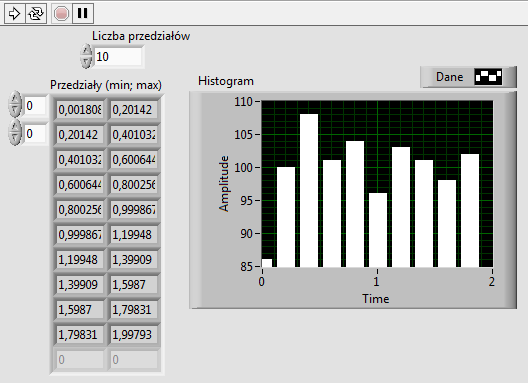 Liczba przedziałów
10
Przedziały (min; max)
0
0
0,001808 0,20142
0,20142 0,401032
0,401032 0,600644
0,600644 0,800256
0,800256 0,999867
0,999867 1,19948
1,19948 1,39909
1,39909 1,5987
1,5987 1,79831
1,79831 1,99793
0 0
Histogram
Dane
110
105
100
95
90
85
Amplitude
0 1 2
Time